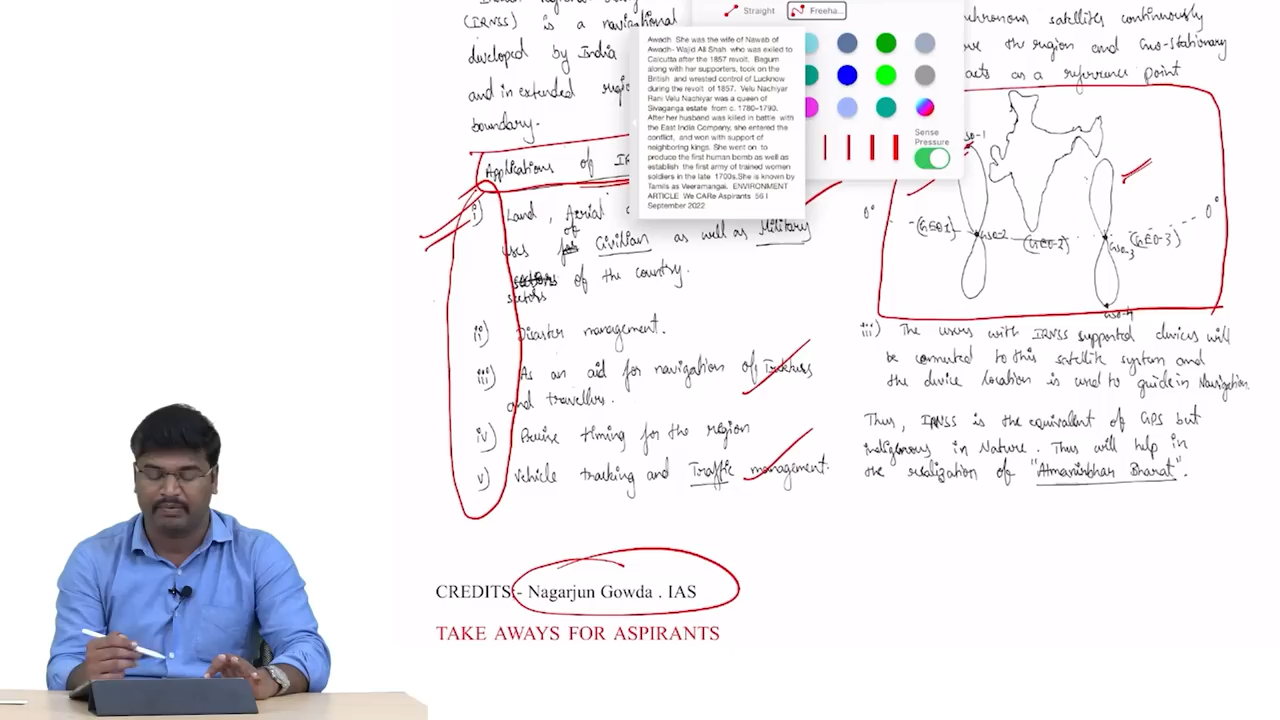 (IRNSS) is a navigational
dveloped by India
and in extended
boundary.
Applications of
i) Land, Aerial
uses of Civilian as well as Military
sectors of the country.
ii) Disaster management.
iii) As an aid for navigation of
and travellers.
iv) Precise timing for the region
v) Vehicle tracking and Traffic management.
Straight
Freeha...
Sense
Pressure
Awadh She was the wife of Nawab of
Awadh- Wajid Ali Shah who was exiled to
Calcutta after the 1857 revolt. Begum
along with her supporters, took on the
British and wrested control of Lucknow
during the revolt of 1857. Velu Nachiyar
Rani Velu Nachiyar was a queen of
Sivaganga estate from c. 1780–1790.
After her husband was killed in battle with
the East India Company, she entered the
conflict, and won with support of
neighboring kings. She went on to
produce the first human bomb as well as
establish the first army of trained women
soldiers in the late 1700s.She is known by
Tamils as Veeramangai. ENVIRONMENT
ARTICLE We CARe Aspirants 56 I
September 2022
satellites continuously
the region and Geo-Stationary
acts as a reference point
0°
(GEO1)
GSO-2
(GEO-2)
GSO-3
(GEO-3)
0°
GSO-4
iii) The users with IRNSS supported devices will
be connected to this satellite system and
the device location is used to guide in Navigation.
Thus, IRNSS is the equivalent of GPS but
indigenous in Nature. Thus will help in
the realization of "Atmanirbhar Bharat".
CREDITS:- Nagarjun Gowda . IAS
TAKE AWAYS FOR ASPIRANTS